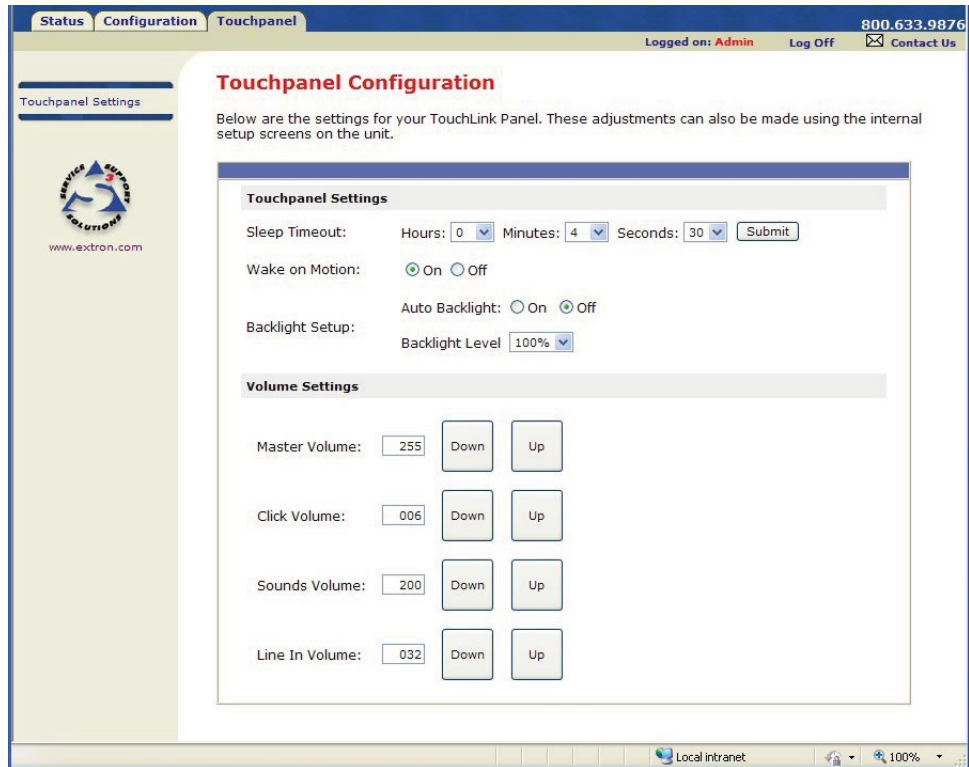 Status Configuration Touchpanel
800.633.9876
Logged on: Admin Log Off Contact Us
Touchpanel Settings
SERVICE SUPPORT SOLUTIONS
S3
www.extron.com
Touchpanel Configuration
Below are the settings for your TouchLink Panel. These adjustments can also be made using the internal
setup screens on the unit.
Touchpanel Settings
Sleep Timeout: Hours: 0 Minutes: 4 Seconds: 30 Submit
Wake on Motion: On Off
Backlight Setup:
Auto Backlight: On Off
Backlight Level 100%
Volume Settings
Master Volume: 255 Down Up
Click Volume: 006 Down Up
Sounds Volume: 200 Down Up
Line In Volume: 032 Down Up
Local intranet 100%